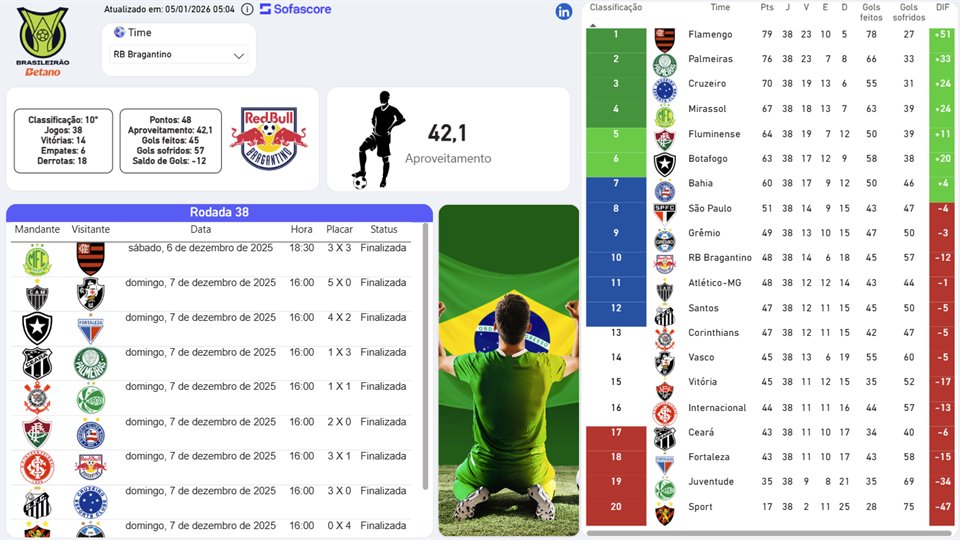 BRASILEIRÃO
Betano
Atualizado em: 05/01/2026 05:04
Sofascore
Time
RB Bragantino
Classificação: 10°
Jogos: 38
Vitórias: 14
Empates: 6
Derrotas: 18
Pontos: 48
Aproveitamento: 42,1
Gols feitos: 45
Gols sofridos: 57
Saldo de Gols: -12
Red Bull
BRAGANTINO
42,1
Aproveitamento
Rodada 38
Mandante Visitante Data Hora Placar Status
sábado, 6 de dezembro de 2025 18:30 3 X 3 Finalizada
domingo, 7 de dezembro de 2025 16:00 5 X 0 Finalizada
domingo, 7 de dezembro de 2025 16:00 4 X 2 Finalizada
domingo, 7 de dezembro de 2025 16:00 1 X 3 Finalizada
domingo, 7 de dezembro de 2025 16:00 1 X 1 Finalizada
domingo, 7 de dezembro de 2025 16:00 2 X 0 Finalizada
domingo, 7 de dezembro de 2025 16:00 3 X 1 Finalizada
domingo, 7 de dezembro de 2025 16:00 3 X 0 Finalizada
domingo, 7 de dezembro de 2025 16:00 0 X 4 Finalizada
in
Classificação Time Pts J V E D Gols feitos Gols sofridos DIF
1 Flamengo 79 38 23 10 5 78 27 +51
2 Palmeiras 76 38 23 7 8 66 33 +33
3 Cruzeiro 70 38 19 13 6 55 31 +24
4 Mirassol 67 38 18 13 7 63 39 +24
5 Fluminense 64 38 19 7 12 50 39 +11
6 Botafogo 63 38 17 12 9 58 38 +20
7 Bahia 60 38 17 9 12 50 46 +4
8 São Paulo 51 38 14 9 15 43 47 -4
9 Grêmio 49 38 13 10 15 47 50 -3
10 RB Bragantino 48 38 14 6 18 45 57 -12
11 Atlético-MG 48 38 12 12 14 43 44 -1
12 Santos 47 38 12 11 15 45 50 -5
13 Corinthians 47 38 12 11 15 42 47 -5
14 Vasco 45 38 13 6 19 55 60 -5
15 Vitória 45 38 11 12 15 35 52 -17
16 Internacional 44 38 11 11 16 44 57 -13
17 Ceará 43 38 11 10 17 34 40 -6
18 Fortaleza 43 38 11 10 17 43 58 -15
19 Juventude 35 38 9 8 21 35 69 -34
20 Sport 17 38 2 11 25 28 75 -47